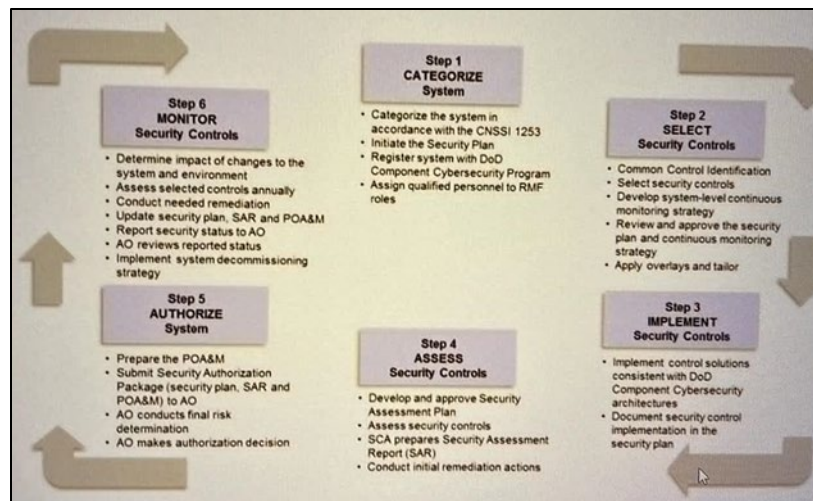 Step 1
CATEGORIZE
System
• Categorize the system in
accordance with the CNSSI 1253
• Initiate the Security Plan
• Register system with DoD
Component Cybersecurity Program
• Assign qualified personnel to RMF
roles
Step 2
SELECT
Security Controls
• Common Control Identification
• Select security controls
• Develop system-level continuous
monitoring strategy
• Review and approve the security
plan and continuous monitoring
strategy
• Apply overlays and tailor
Step 3
IMPLEMENT
Security Controls
• Implement control solutions
consistent with DoD
Component Cybersecurity
architectures
• Document security control
implementation in the
security plan
Step 4
ASSESS
Security Controls
• Develop and approve Security
Assessment Plan
• Assess security controls
• SCA prepares Security Assessment
Report (SAR)
• Conduct initial remediation actions
Step 5
AUTHORIZE
System
• Prepare the POA&M
• Submit Security Authorization
Package (security plan, SAR and
POA&M) to AO
• AO conducts final risk
determination
• AO makes authorization decision
Step 6
MONITOR
Security Controls
• Determine impact of changes to the
system and environment
• Assess selected controls annually
• Conduct needed remediation
• Update security plan, SAR and POA&M
• Report security status to AO
• AO reviews reported status
• Implement system decommissioning
strategy